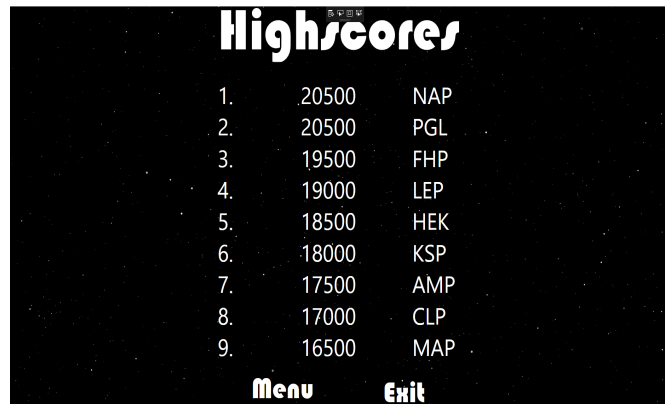 Highscores
1. 20500 NAP
2. 20500 PGL
3. 19500 FHP
4. 19000 LEP
5. 18500 HEK
6. 18000 KSP
7. 17500 AMP
8. 17000 CLP
9. 16500 MAP
Menu Exit